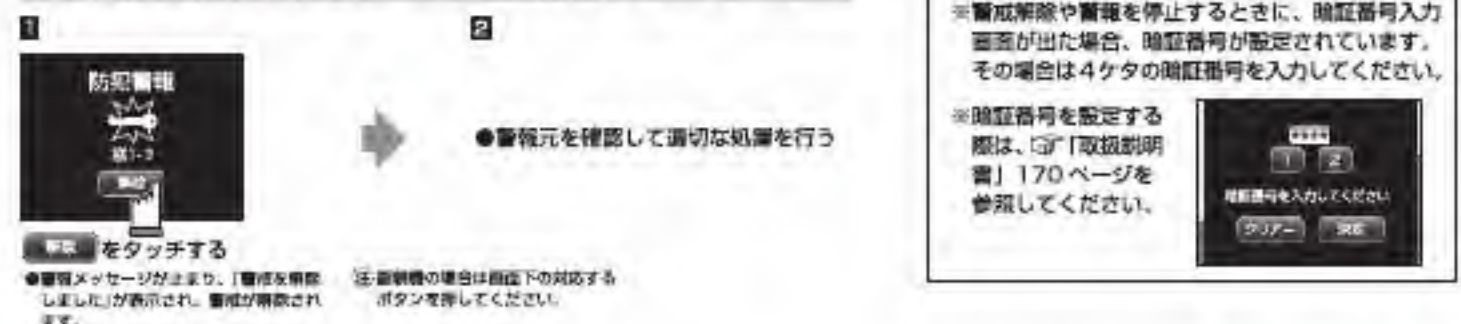 1
防犯警報
解除
解除 をタッチする
●警報メッセージが止まり、「警戒を解除
しました」が表示され、警戒が解除され
ます。
2
●警報元を確認して適切な処置を行う
注 副親機の場合は画面下の対応する
ボタンを押してください。
※警戒解除や警報を停止するときに、暗証番号入力
画面が出た場合、暗証番号が設定されています。
その場合は4ケタの暗証番号を入力してください。
※暗証番号を設定する
際は、☞「取扱説明
書」170 ページを
参照してください。
****
1 2
暗証番号を入力してください
クリアー